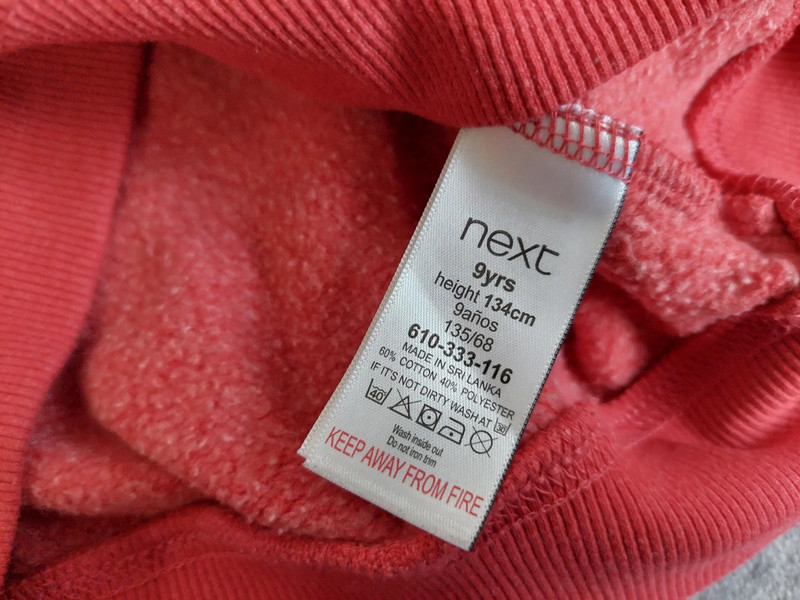 next
9yrs
height 134cm
9años
135/68
610-333-116
MADE IN SRI LANKA
60% COTTON 40% POLYESTER
IF IT'S NOT DIRTY WASH AT 30
40
Wash inside out
Do not iron trim
KEEP AWAY FROM FIRE